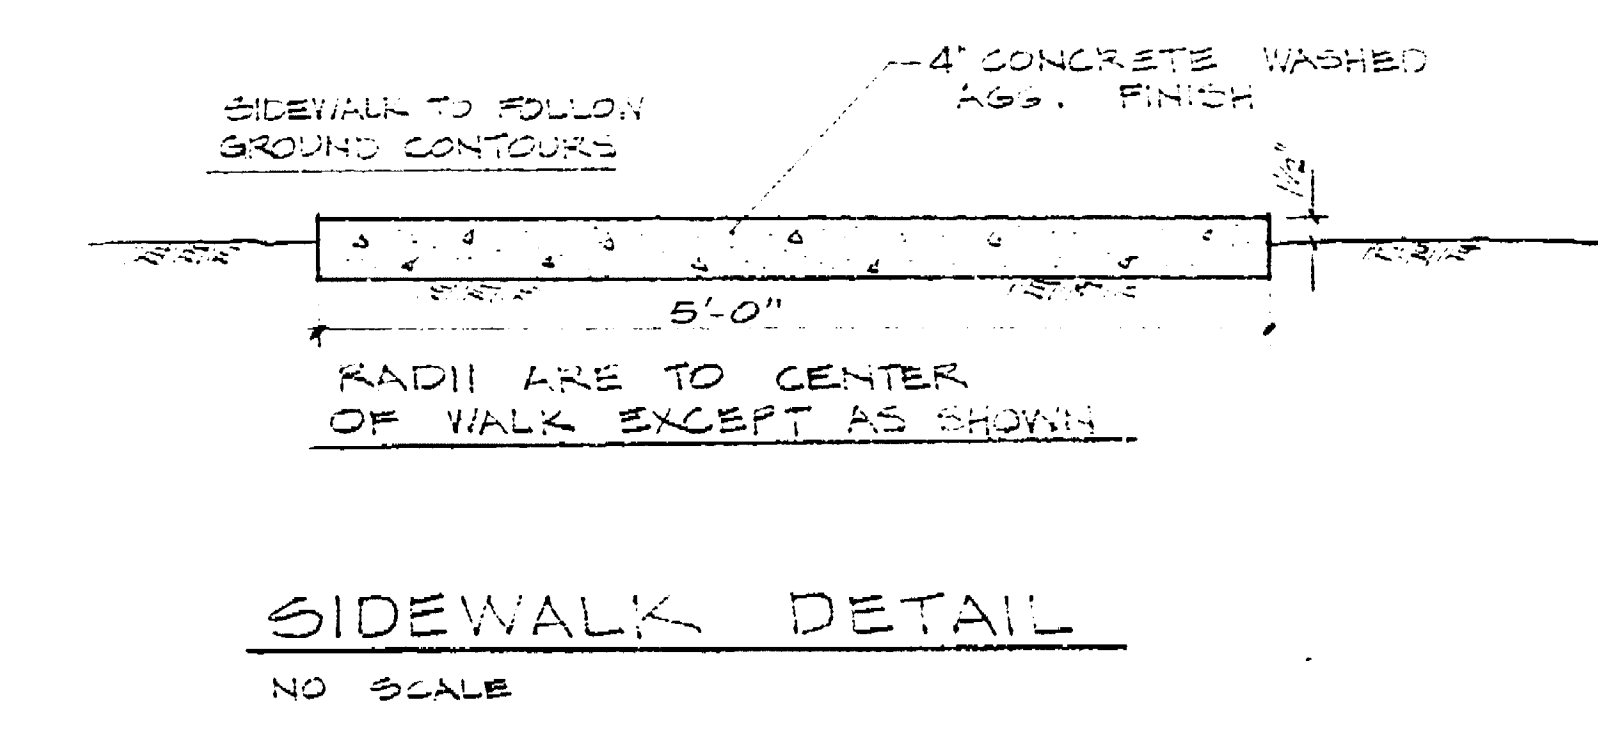 4" CONCRETE WASHED
AGG. FINISH
SIDEWALK TO FOLLOW
GROUND CONTOURS
5'-0"
RADII ARE TO CENTER
OF WALK EXCEPT AS SHOWN
SIDEWALK DETAIL
NO SCALE